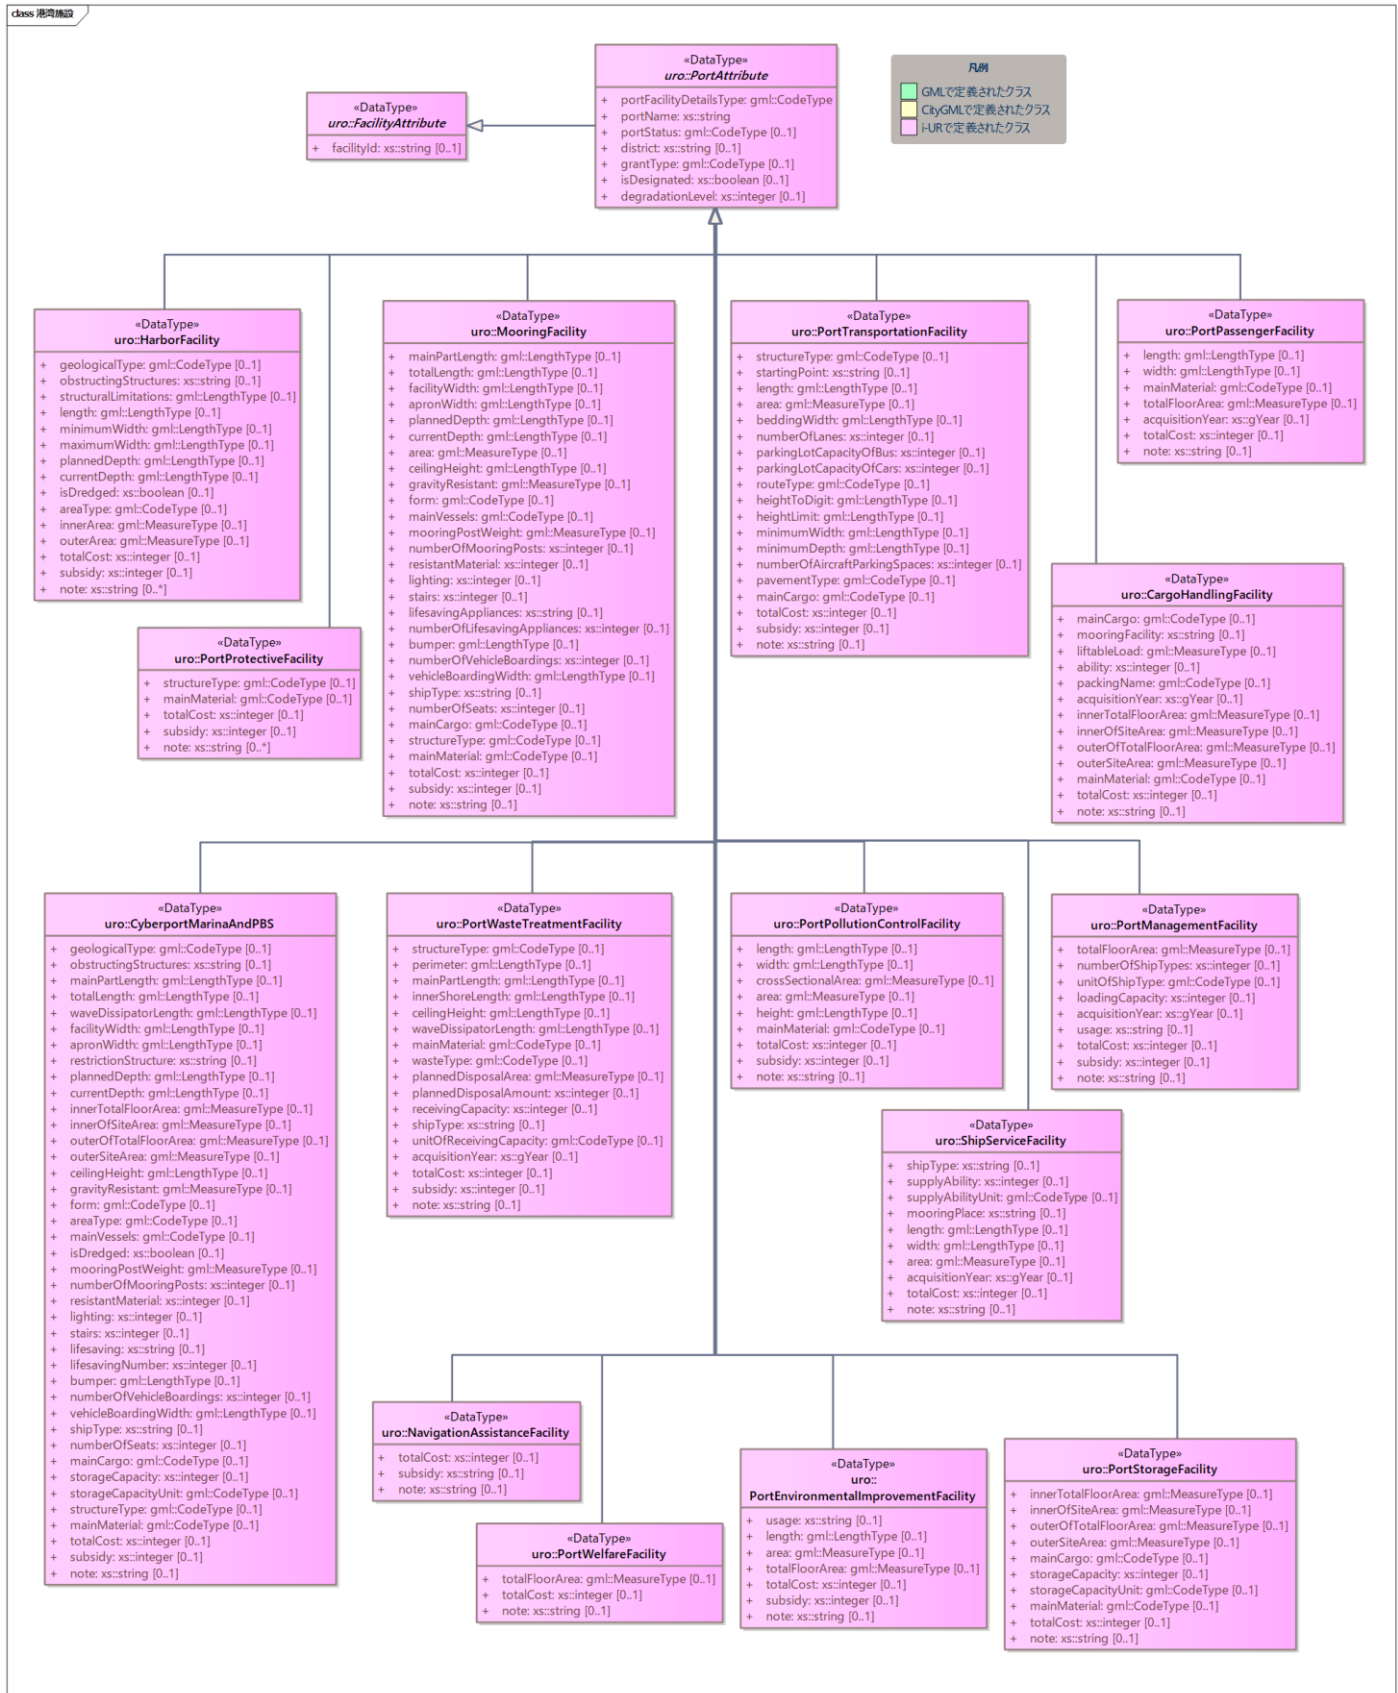 class 港湾施設
«DataType»
uro::PortAttribute
+ portFacilityDetailsType: gml::CodeType
+ portName: xs::string
+ portStatus: gml::CodeType [0..1]
+ district: xs::string [0..1]
+ grantType: gml::CodeType [0..1]
+ isDesignated: xs::boolean [0..1]
+ degradationLevel: xs::integer [0..1]
凡例
GMLで定義されたクラス
CityGMLで定義されたクラス
i-URで定義されたクラス
«DataType»
uro::FacilityAttribute
+ facilityId: xs::string [0..1]
«DataType»
uro::HarborFacility
+ geologicalType: gml::CodeType [0..1]
+ obstructingStructures: xs::string [0..1]
+ structuralLimitations: gml::LengthType [0..1]
+ length: gml::LengthType [0..1]
+ minimumWidth: gml::LengthType [0..1]
+ maximumWidth: gml::LengthType [0..1]
+ plannedDepth: gml::LengthType [0..1]
+ currentDepth: gml::LengthType [0..1]
+ isDredged: xs::boolean [0..1]
+ areaType: gml::CodeType [0..1]
+ innerArea: gml::MeasureType [0..1]
+ outerArea: gml::MeasureType [0..1]
+ totalCost: xs::integer [0..1]
+ subsidy: xs::integer [0..1]
+ note: xs::string [0..*]
«DataType»
uro::MooringFacility
+ mainPartLength: gml::LengthType [0..1]
+ totalLength: gml::LengthType [0..1]
+ facilityWidth: gml::LengthType [0..1]
+ apronWidth: gml::LengthType [0..1]
+ plannedDepth: gml::LengthType [0..1]
+ currentDepth: gml::LengthType [0..1]
+ area: gml::MeasureType [0..1]
+ ceilingHeight: gml::LengthType [0..1]
+ gravityResistant: gml::MeasureType [0..1]
+ form: gml::CodeType [0..1]
+ mainVessels: gml::CodeType [0..1]
+ mooringPostWeight: gml::MeasureType [0..1]
+ numberOfMooringPosts: xs::integer [0..1]
+ resistantMaterial: xs::integer [0..1]
+ lighting: xs::integer [0..1]
+ stairs: xs::integer [0..1]
+ lifesavingAppliances: xs::string [0..1]
+ numberOfLifesavingAppliances: xs::integer [0..1]
+ bumper: gml::LengthType [0..1]
+ numberOfVehicleBoardings: xs::integer [0..1]
+ vehicleBoardingWidth: gml::LengthType [0..1]
+ shipType: xs::string [0..1]
+ numberOfSeats: xs::integer [0..1]
+ mainCargo: gml::CodeType [0..1]
+ structureType: gml::CodeType [0..1]
+ mainMaterial: gml::CodeType [0..1]
+ totalCost: xs::integer [0..1]
+ subsidy: xs::integer [0..1]
+ note: xs::string [0..1]
«DataType»
uro::PortTransportationFacility
+ structureType: gml::CodeType [0..1]
+ startingPoint: xs::string [0..1]
+ length: gml::LengthType [0..1]
+ area: gml::MeasureType [0..1]
+ beddingWidth: gml::LengthType [0..1]
+ numberOfLanes: xs::integer [0..1]
+ parkingLotCapacityOfBus: xs::integer [0..1]
+ parkingLotCapacityOfCars: xs::integer [0..1]
+ routeType: gml::CodeType [0..1]
+ heightToDigit: gml::LengthType [0..1]
+ heightLimit: gml::LengthType [0..1]
+ minimumWidth: gml::LengthType [0..1]
+ minimumDepth: gml::LengthType [0..1]
+ numberOfAircraftParkingSpaces: xs::integer [0..1]
+ pavementType: gml::CodeType [0..1]
+ mainCargo: gml::CodeType [0..1]
+ totalCost: xs::integer [0..1]
+ subsidy: xs::integer [0..1]
+ note: xs::string [0..1]
«DataType»
uro::PortPassengerFacility
+ length: gml::LengthType [0..1]
+ width: gml::LengthType [0..1]
+ mainMaterial: gml::CodeType [0..1]
+ totalFloorArea: gml::MeasureType [0..1]
+ acquisitionYear: xs::gYear [0..1]
+ totalCost: xs::integer [0..1]
+ note: xs::string [0..1]
«DataType»
uro::PortProtectiveFacility
+ structureType: gml::CodeType [0..1]
+ mainMaterial: gml::CodeType [0..1]
+ totalCost: xs::integer [0..1]
+ subsidy: xs::integer [0..1]
+ note: xs::string [0..*]
«DataType»
uro::CargoHandlingFacility
+ mainCargo: gml::CodeType [0..1]
+ mooringFacility: xs::string [0..1]
+ liftableLoad: gml::MeasureType [0..1]
+ ability: xs::integer [0..1]
+ packingName: gml::CodeType [0..1]
+ acquisitionYear: xs::gYear [0..1]
+ innerTotalFloorArea: gml::MeasureType [0..1]
+ innerOfSiteArea: gml::MeasureType [0..1]
+ outerOfTotalFloorArea: gml::MeasureType [0..1]
+ outerSiteArea: gml::MeasureType [0..1]
+ mainMaterial: gml::CodeType [0..1]
+ totalCost: xs::integer [0..1]
+ note: xs::string [0..1]
«DataType»
uro::CyberportMarinaAndPBS
+ geologicalType: gml::CodeType [0..1]
+ obstructingStructures: xs::string [0..1]
+ mainPartLength: gml::LengthType [0..1]
+ totalLength: gml::LengthType [0..1]
+ waveDissipatorLength: gml::LengthType [0..1]
+ facilityWidth: gml::LengthType [0..1]
+ apronWidth: gml::LengthType [0..1]
+ restrictionStructure: xs::string [0..1]
+ plannedDepth: gml::LengthType [0..1]
+ currentDepth: gml::LengthType [0..1]
+ innerTotalFloorArea: gml::MeasureType [0..1]
+ innerOfSiteArea: gml::MeasureType [0..1]
+ outerOfTotalFloorArea: gml::MeasureType [0..1]
+ outerSiteArea: gml::MeasureType [0..1]
+ ceilingHeight: gml::LengthType [0..1]
+ gravityResistant: gml::MeasureType [0..1]
+ form: gml::CodeType [0..1]
+ areaType: gml::CodeType [0..1]
+ mainVessels: gml::CodeType [0..1]
+ isDredged: xs::boolean [0..1]
+ mooringPostWeight: gml::MeasureType [0..1]
+ numberOfMooringPosts: xs::integer [0..1]
+ resistantMaterial: xs::integer [0..1]
+ lighting: xs::integer [0..1]
+ stairs: xs::integer [0..1]
+ lifesaving: xs::string [0..1]
+ lifesavingNumber: xs::integer [0..1]
+ bumper: gml::LengthType [0..1]
+ numberOfVehicleBoardings: xs::integer [0..1]
+ vehicleBoardingWidth: gml::LengthType [0..1]
+ shipType: xs::string [0..1]
+ numberOfSeats: xs::integer [0..1]
+ mainCargo: gml::CodeType [0..1]
+ storageCapacity: xs::integer [0..1]
+ storageCapacityUnit: gml::CodeType [0..1]
+ structureType: gml::CodeType [0..1]
+ mainMaterial: gml::CodeType [0..1]
+ totalCost: xs::integer [0..1]
+ subsidy: xs::integer [0..1]
+ note: xs::string [0..1]
«DataType»
uro::PortWasteTreatmentFacility
+ structureType: gml::CodeType [0..1]
+ perimeter: gml::LengthType [0..1]
+ mainPartLength: gml::LengthType [0..1]
+ innerShoreLength: gml::LengthType [0..1]
+ ceilingHeight: gml::LengthType [0..1]
+ waveDissipatorLength: gml::LengthType [0..1]
+ mainMaterial: gml::CodeType [0..1]
+ wasteType: gml::CodeType [0..1]
+ plannedDisposalArea: gml::MeasureType [0..1]
+ plannedDisposalAmount: xs::integer [0..1]
+ receivingCapacity: xs::integer [0..1]
+ shipType: xs::string [0..1]
+ unitOfReceivingCapacity: gml::CodeType [0..1]
+ acquisitionYear: xs::gYear [0..1]
+ totalCost: xs::integer [0..1]
+ subsidy: xs::integer [0..1]
+ note: xs::string [0..1]
«DataType»
uro::PortPollutionControlFacility
+ length: gml::LengthType [0..1]
+ width: gml::LengthType [0..1]
+ crossSectionalArea: gml::MeasureType [0..1]
+ area: gml::MeasureType [0..1]
+ height: gml::LengthType [0..1]
+ mainMaterial: gml::CodeType [0..1]
+ totalCost: xs::integer [0..1]
+ subsidy: xs::integer [0..1]
+ note: xs::string [0..1]
«DataType»
uro::PortManagementFacility
+ totalFloorArea: gml::MeasureType [0..1]
+ numberOfShipTypes: xs::integer [0..1]
+ unitOfShipType: gml::CodeType [0..1]
+ loadingCapacity: xs::integer [0..1]
+ acquisitionYear: xs::gYear [0..1]
+ usage: xs::string [0..1]
+ totalCost: xs::integer [0..1]
+ subsidy: xs::integer [0..1]
+ note: xs::string [0..1]
«DataType»
uro::ShipServiceFacility
+ shipType: xs::string [0..1]
+ supplyAbility: xs::integer [0..1]
+ supplyAbilityUnit: gml::CodeType [0..1]
+ mooringPlace: xs::string [0..1]
+ length: gml::LengthType [0..1]
+ width: gml::LengthType [0..1]
+ area: gml::MeasureType [0..1]
+ acquisitionYear: xs::gYear [0..1]
+ totalCost: xs::integer [0..1]
+ note: xs::string [0..1]
«DataType»
uro::NavigationAssistanceFacility
+ totalCost: xs::integer [0..1]
+ subsidy: xs::string [0..1]
+ note: xs::string [0..1]
«DataType»
uro::PortWelfareFacility
+ totalFloorArea: gml::MeasureType [0..1]
+ totalCost: xs::integer [0..1]
+ note: xs::string [0..1]
«DataType»
uro::
PortEnvironmentalImprovementFacility
+ usage: xs::string [0..1]
+ length: gml::LengthType [0..1]
+ area: gml::MeasureType [0..1]
+ totalFloorArea: gml::MeasureType [0..1]
+ totalCost: xs::integer [0..1]
+ subsidy: xs::integer [0..1]
+ note: xs::string [0..1]
«DataType»
uro::PortStorageFacility
+ innerTotalFloorArea: gml::MeasureType [0..1]
+ innerOfSiteArea: gml::MeasureType [0..1]
+ outerOfTotalFloorArea: gml::MeasureType [0..1]
+ outerSiteArea: gml::MeasureType [0..1]
+ mainCargo: gml::CodeType [0..1]
+ storageCapacity: xs::integer [0..1]
+ storageCapacityUnit: gml::CodeType [0..1]
+ mainMaterial: gml::CodeType [0..1]
+ totalCost: xs::integer [0..1]
+ note: xs::string [0..1]